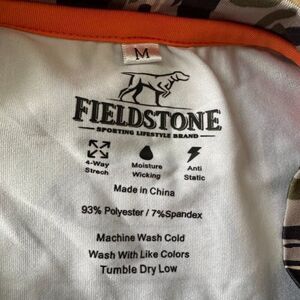 M
FIELDSTONE
SPORTING LIFESTYLE BRAND
4-Way Moisture Anti
Strech Wicking Static
Made in China
93% Polyester / 7%Spandex
Machine Wash Cold
Wash With Like Colors
Tumble Dry Low